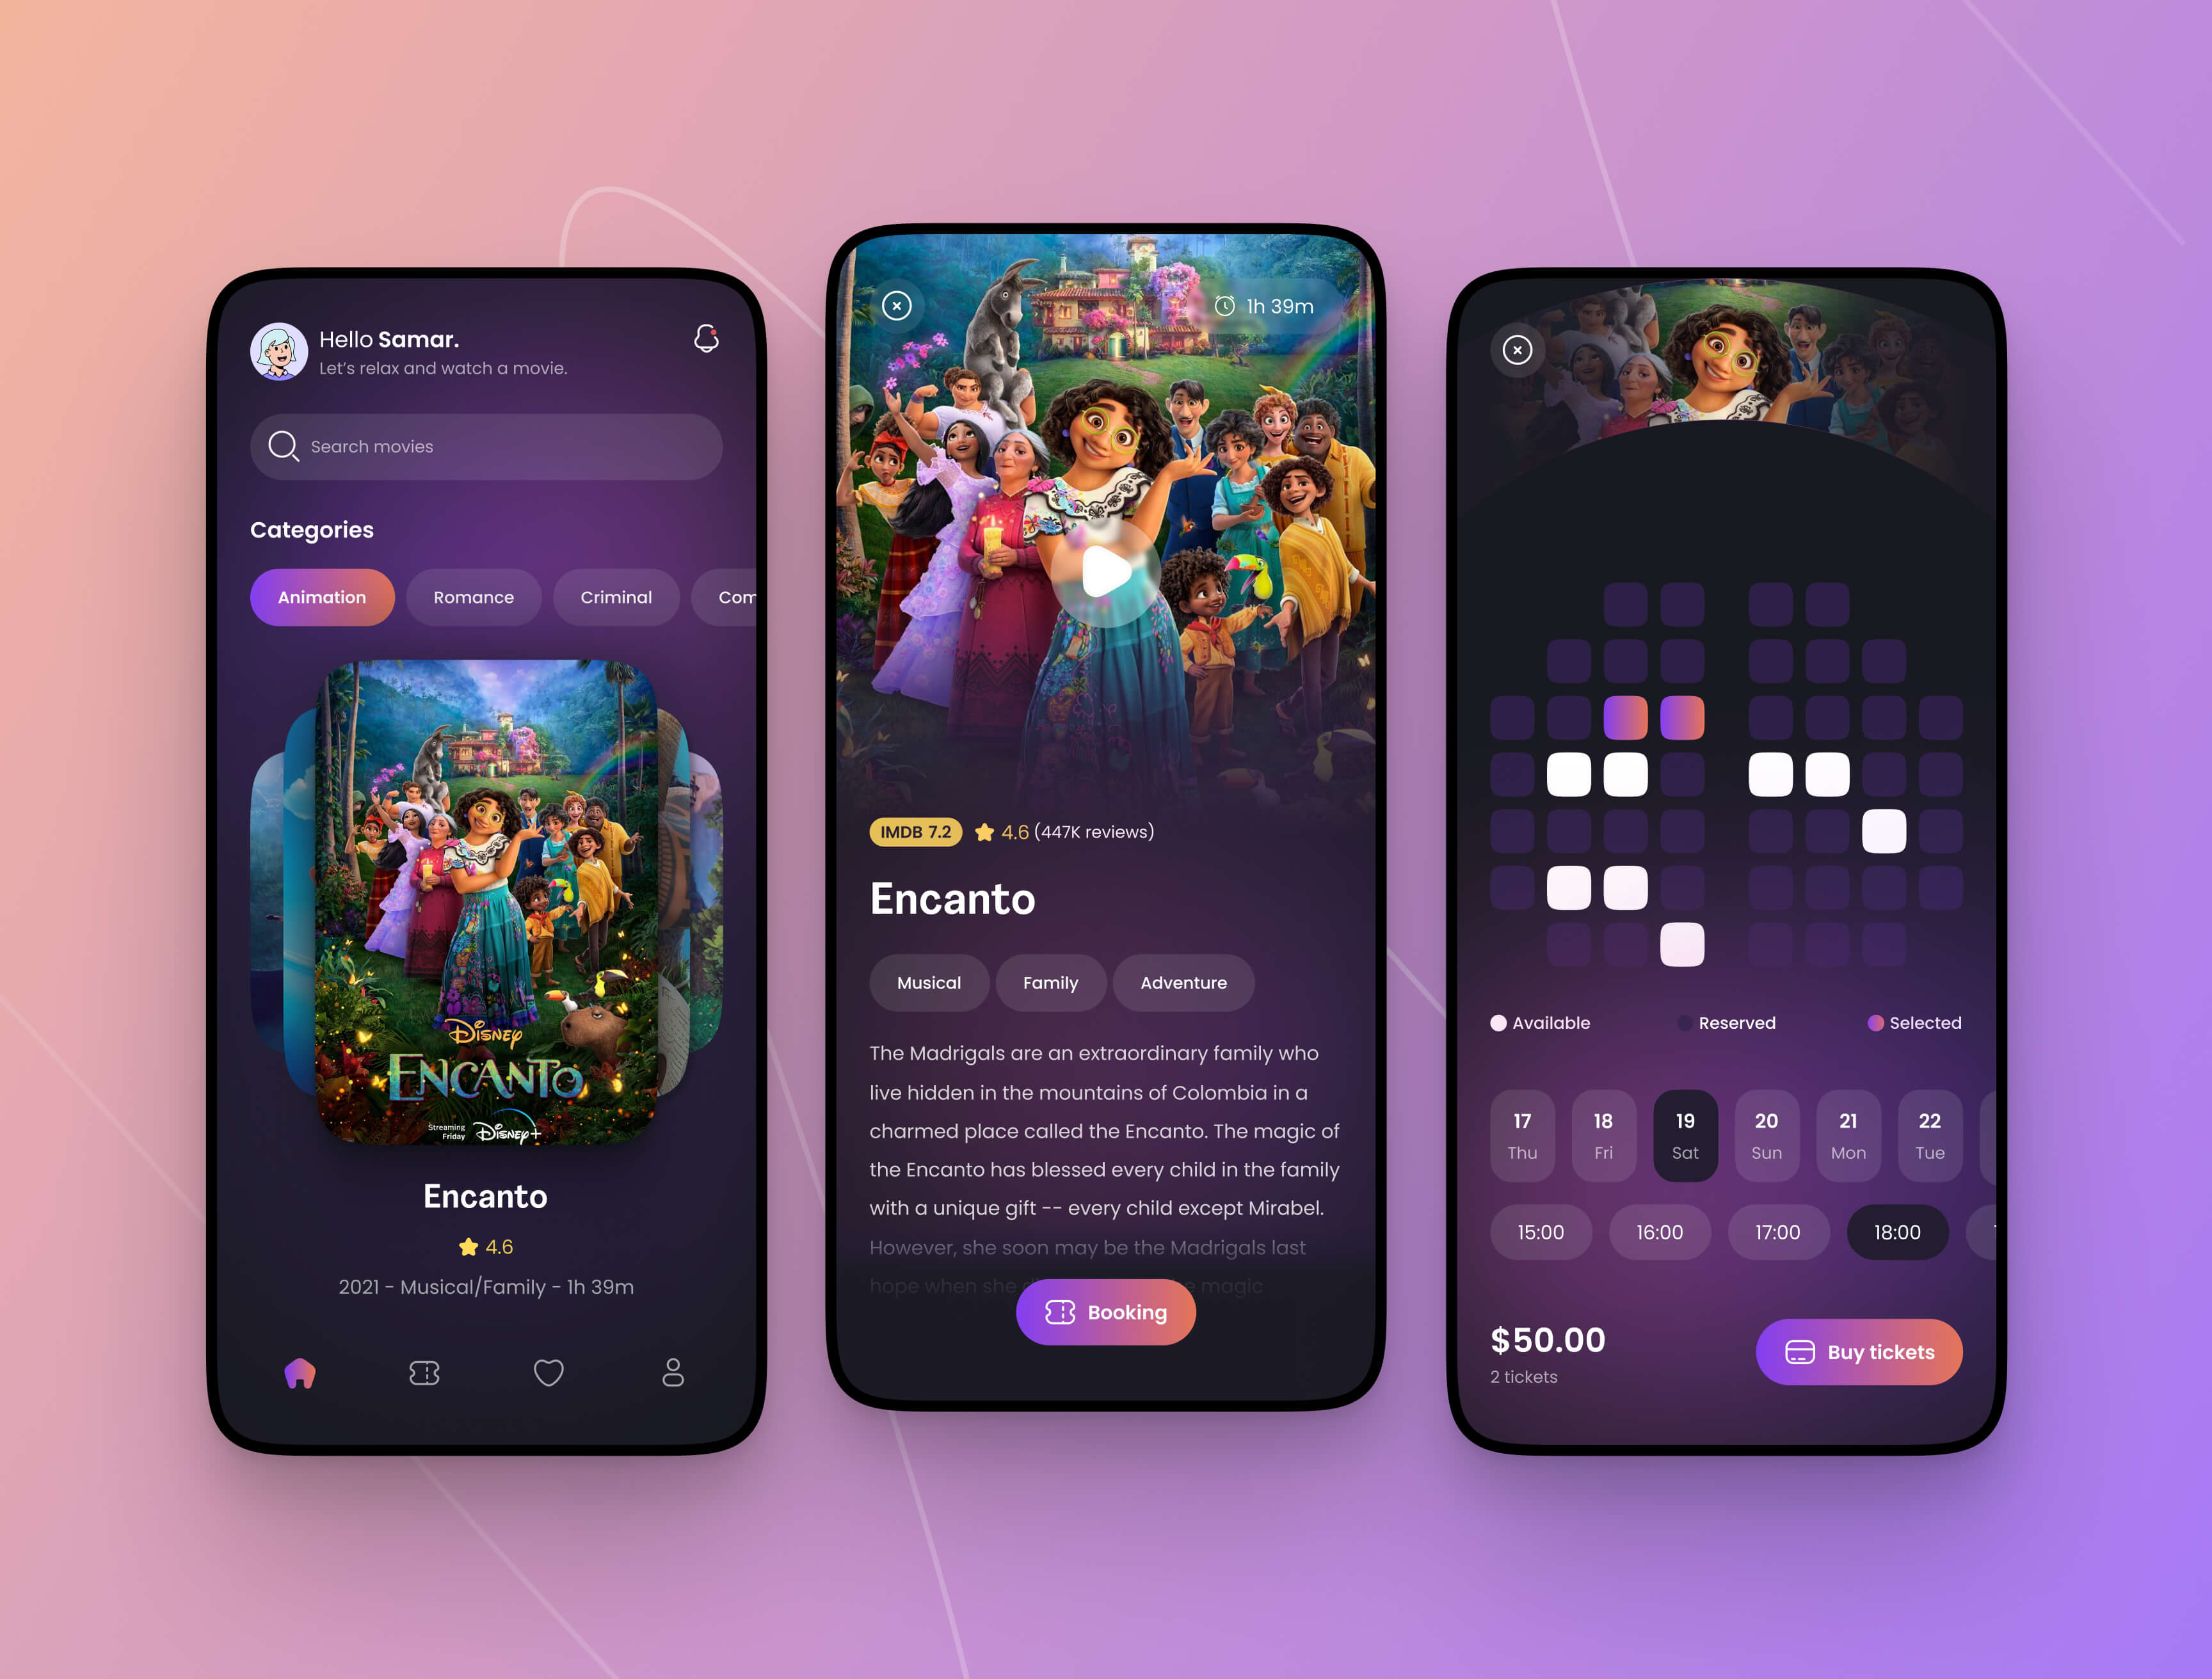 Hello Samar.
Let's relax and watch a movie.
Search movies
Categories
Animation
Romance
Criminal
Com
Disney
ENCANTO
Streaming
Friday
Disney+
Encanto
4.6
2021 - Musical/Family - 1h 39m
1h 39m
IMDB 7.2
4.6 (447K reviews)
Encanto
Musical
Family
Adventure
The Madrigals are an extraordinary family who
live hidden in the mountains of Colombia in a
charmed place called the Encanto. The magic of
the Encanto has blessed every child in the family
with a unique gift -- every child except Mirabel.
However, she soon may be the Madrigals last
hope when she magic
Booking
Available
Reserved
Selected
17
Thu
18
Fri
19
Sat
20
Sun
21
Mon
22
Tue
15:00
16:00
17:00
18:00
$50.00
2 tickets
Buy tickets